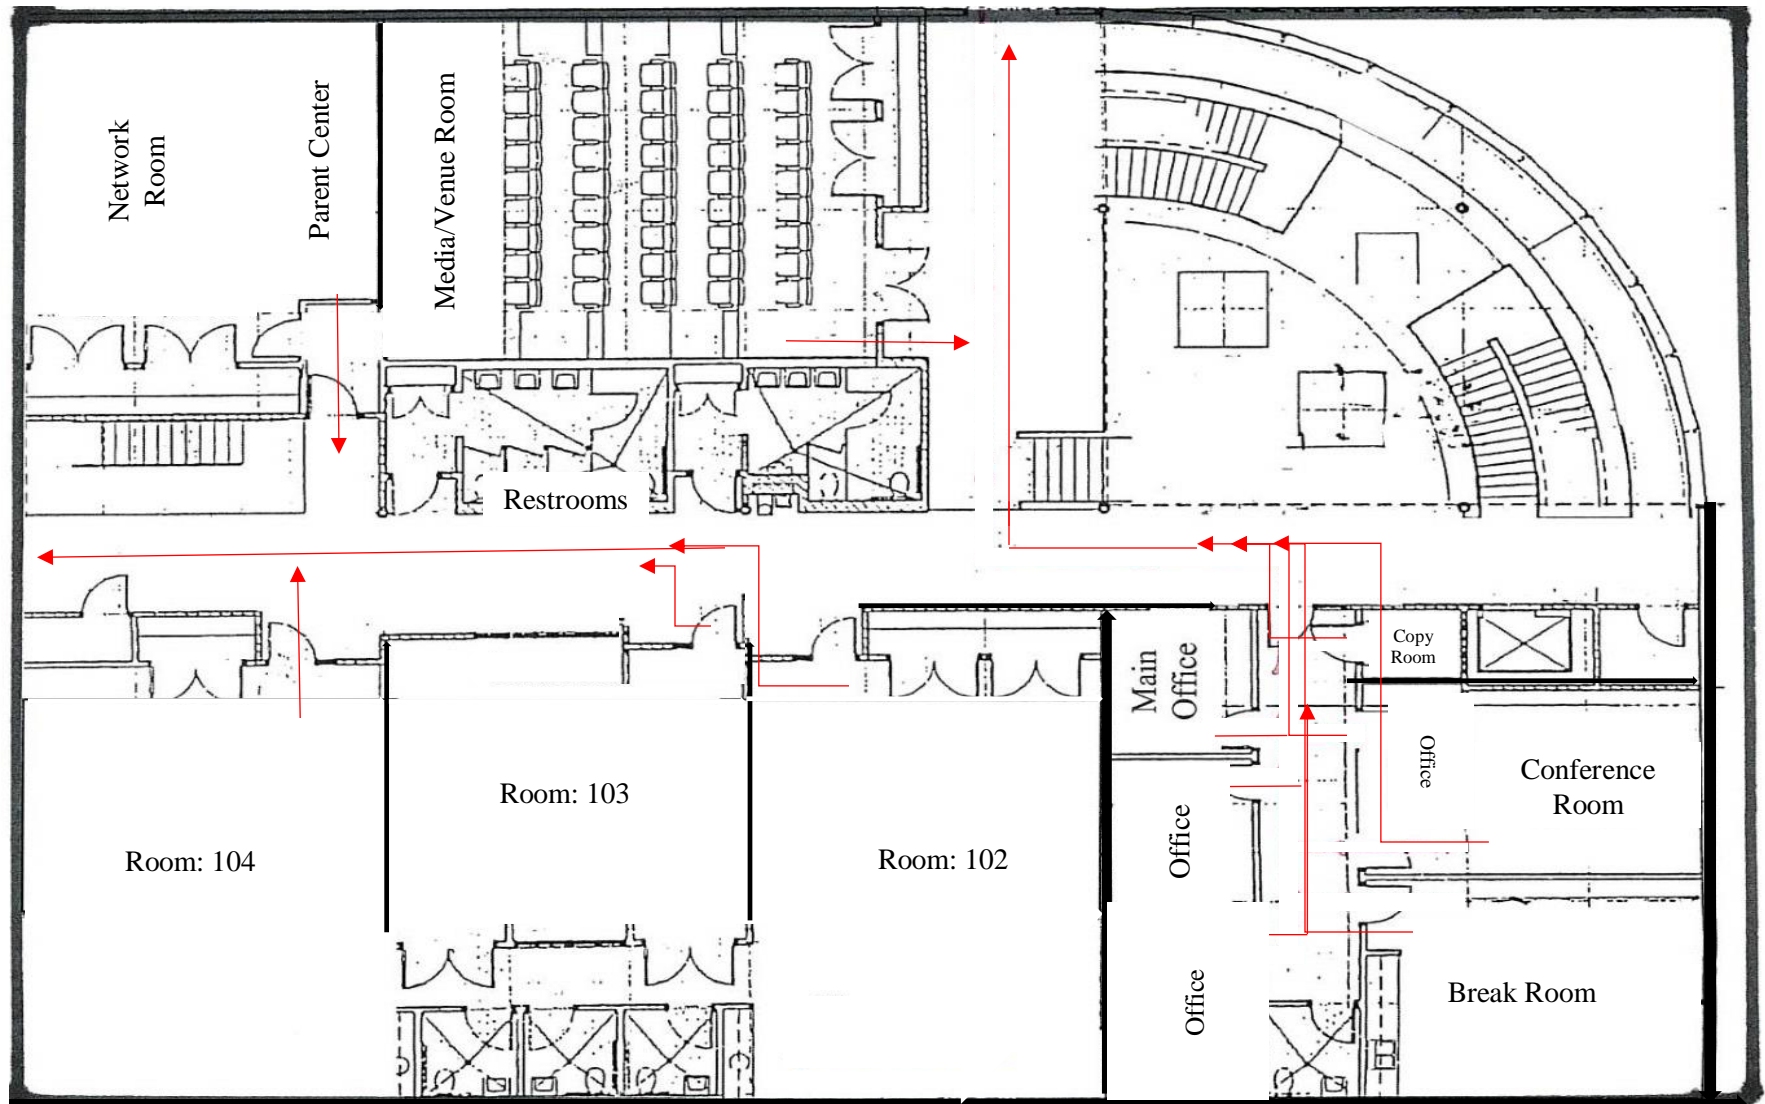 Network
Room
Parent Center
Media/Venue Room
Restrooms
Copy
Room
Main
Office
Office
Conference
Room
Room: 103
Room: 104
Room: 102
Office
Office
Break Room